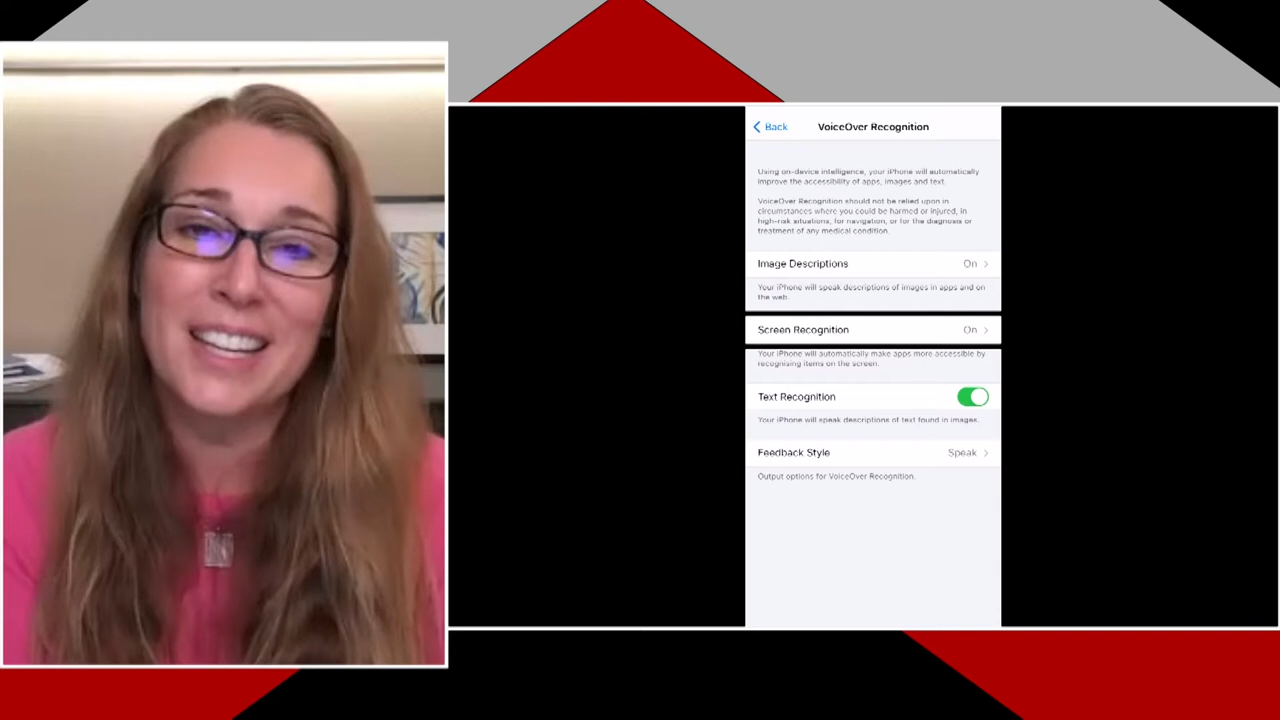 Back
VoiceOver Recognition
Using on-device intelligence, your iPhone will automatically
improve the accessibility of apps, images and text.
VoiceOver Recognition should not be relied upon in
circumstances where you could be harmed or injured, in
high-risk situations, for navigation, or for the diagnosis or
treatment of any medical condition.
Image Descriptions On
Your iPhone will speak descriptions of images in apps and on
the web.
Screen Recognition On
Your iPhone will automatically make apps more accessible by
recognising items on the screen.
Text Recognition
Your iPhone will speak descriptions of text found in images.
Feedback Style Speak
Output options for VoiceOver Recognition.